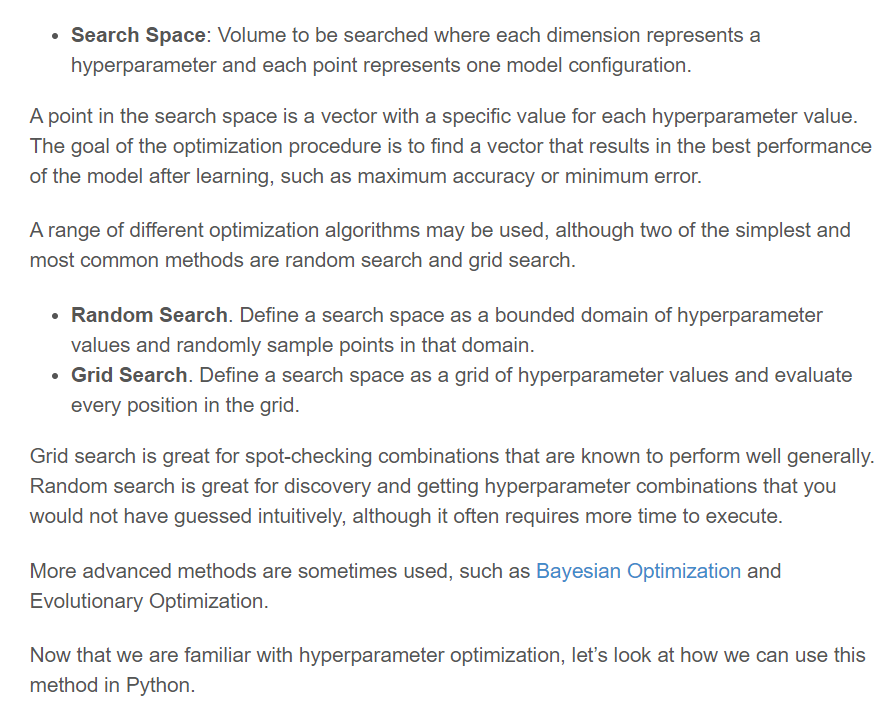 • Search Space: Volume to be searched where each dimension represents a
hyperparameter and each point represents one model configuration.
A point in the search space is a vector with a specific value for each hyperparameter value.
The goal of the optimization procedure is to find a vector that results in the best performance
of the model after learning, such as maximum accuracy or minimum error.
A range of different optimization algorithms may be used, although two of the simplest and
most common methods are random search and grid search.
• Random Search. Define a search space as a bounded domain of hyperparameter
values and randomly sample points in that domain.
• Grid Search. Define a search space as a grid of hyperparameter values and evaluate
every position in the grid.
Grid search is great for spot-checking combinations that are known to perform well generally.
Random search is great for discovery and getting hyperparameter combinations that you
would not have guessed intuitively, although it often requires more time to execute.
More advanced methods are sometimes used, such as Bayesian Optimization and
Evolutionary Optimization.
Now that we are familiar with hyperparameter optimization, let’s look at how we can use this
method in Python.